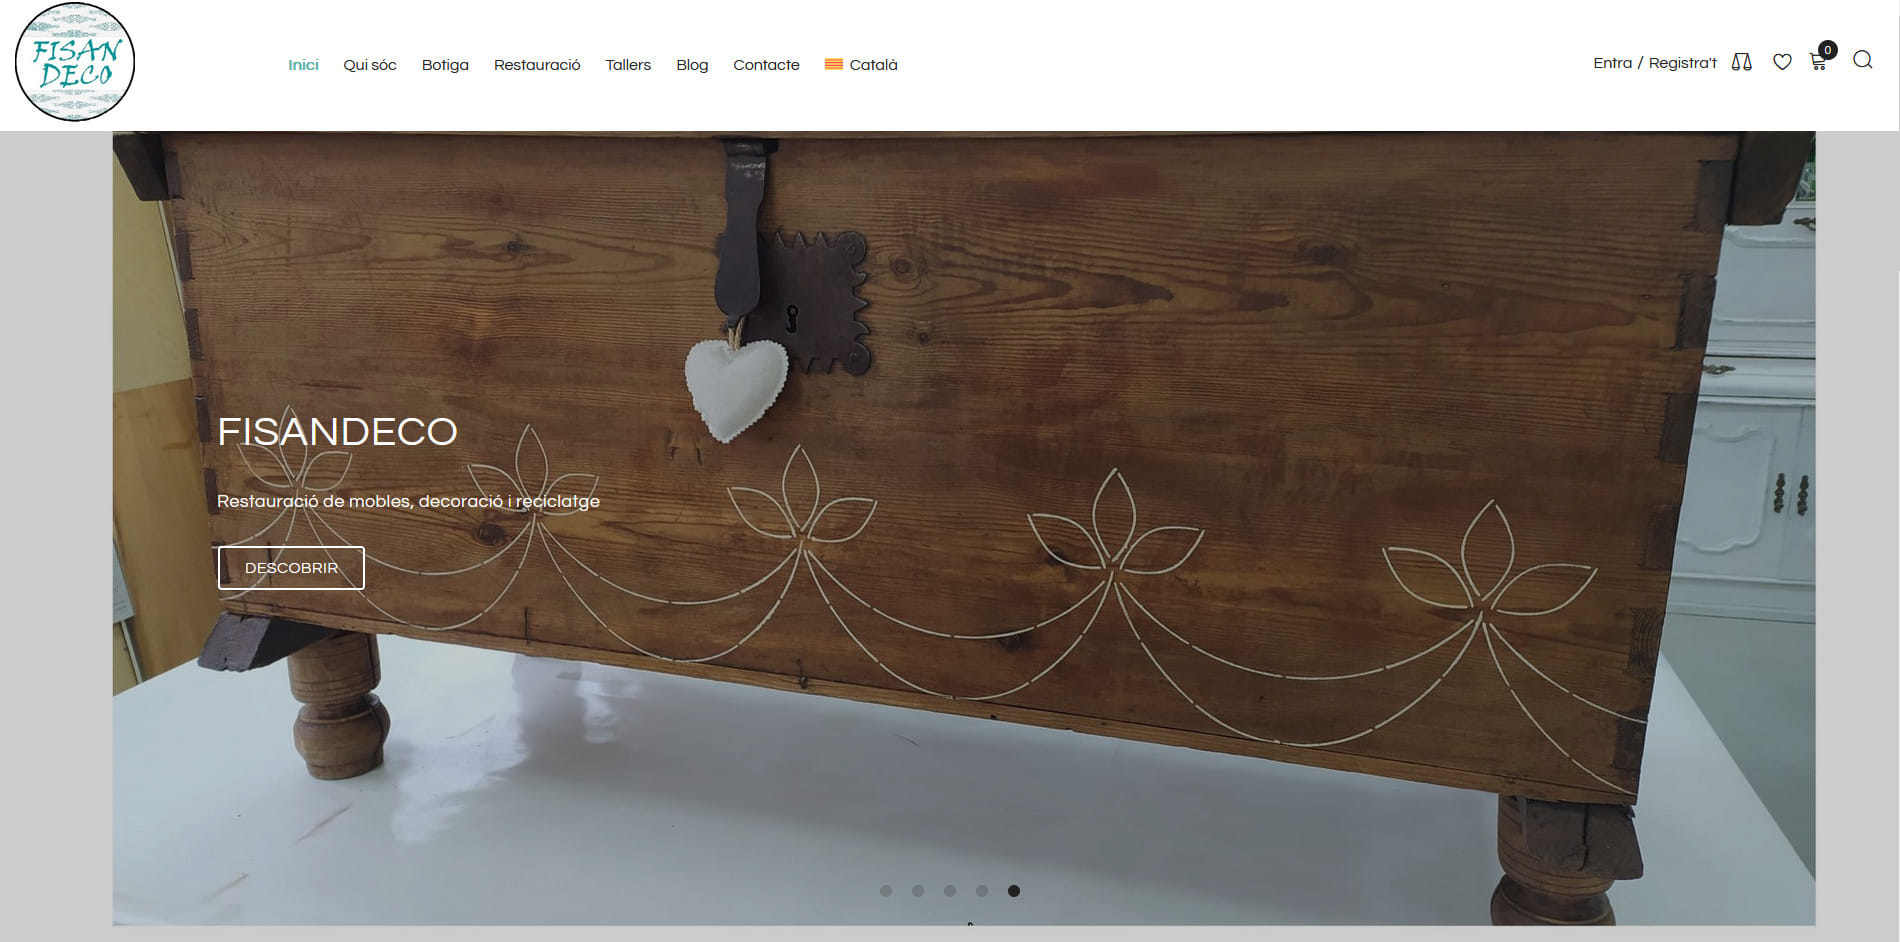 FISAN
DECO
Inici
Qui sóc
Botiga
Restauració
Tallers
Blog
Contacte
Català
Entra / Registra't
0
FISANDECO
Restauració de mobles, decoració i reciclatge
DESCOBRIR